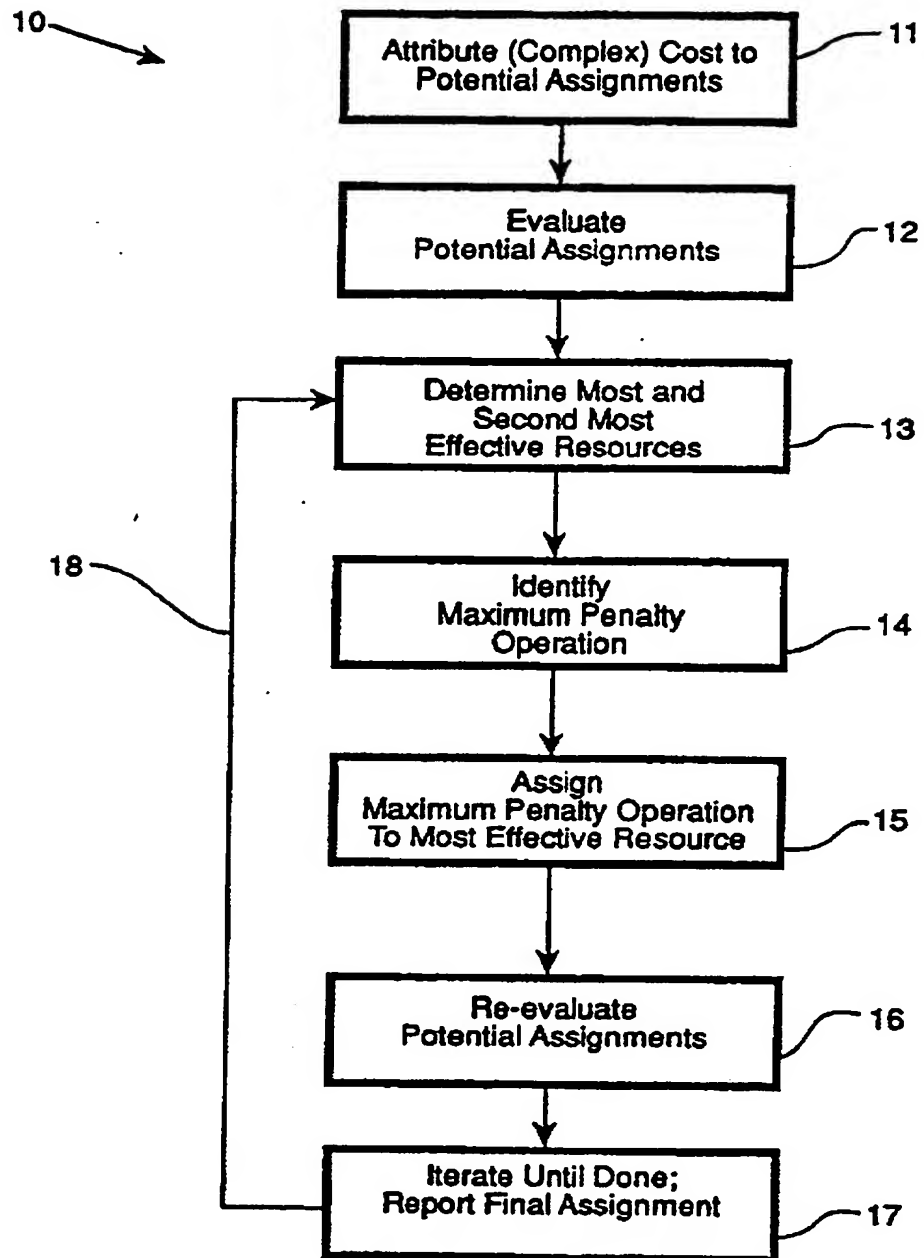 10
11
Attribute (Complex) Cost to
Potential Assignments
12
Evaluate
Potential Assignments
13
Determine Most and
Second Most
Effective Resources
18
14
Identify
Maximum Penalty
Operation
15
Assign
Maximum Penalty Operation
To Most Effective Resource
16
Re-evaluate
Potential Assignments
17
Iterate Until Done;
Report Final Assignment